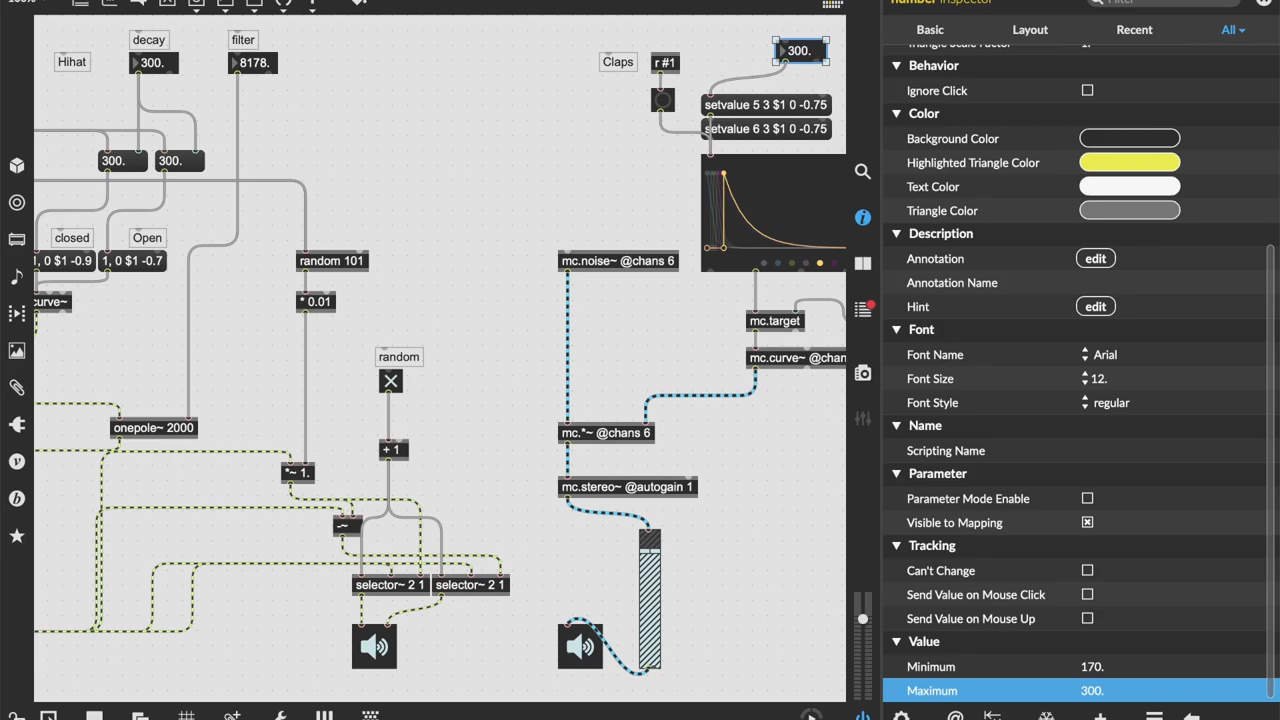 number inspector
Filter
Basic
Layout
Recent
All
Triangle Scale Factor
1.
Behavior
Ignore Click
Color
Background Color
Highlighted Triangle Color
Text Color
Triangle Color
Description
Annotation
edit
Annotation Name
Hint
edit
Font
Font Name
Arial
Font Size
12.
Font Style
regular
Name
Scripting Name
Parameter
Parameter Mode Enable
Visible to Mapping
Tracking
Can't Change
Send Value on Mouse Click
Send Value on Mouse Up
Value
Minimum
170.
Maximum
300.
decay
filter
Hihat
300.
8178.
300.
300.
closed
Open
1, 0 $1 -0.9
1, 0 $1 -0.7
curve~
random 101
* 0.01
random
+ 1
onepole~ 2000
*~ 1.
-~
selector~ 2 1
selector~ 2 1
Claps
r #1
300.
setvalue 5 3 $1 0 -0.75
setvalue 6 3 $1 0 -0.75
mc.noise~ @chans 6
mc.target
mc.curve~ @chan
mc.*~ @chans 6
mc.stereo~ @autogain 1